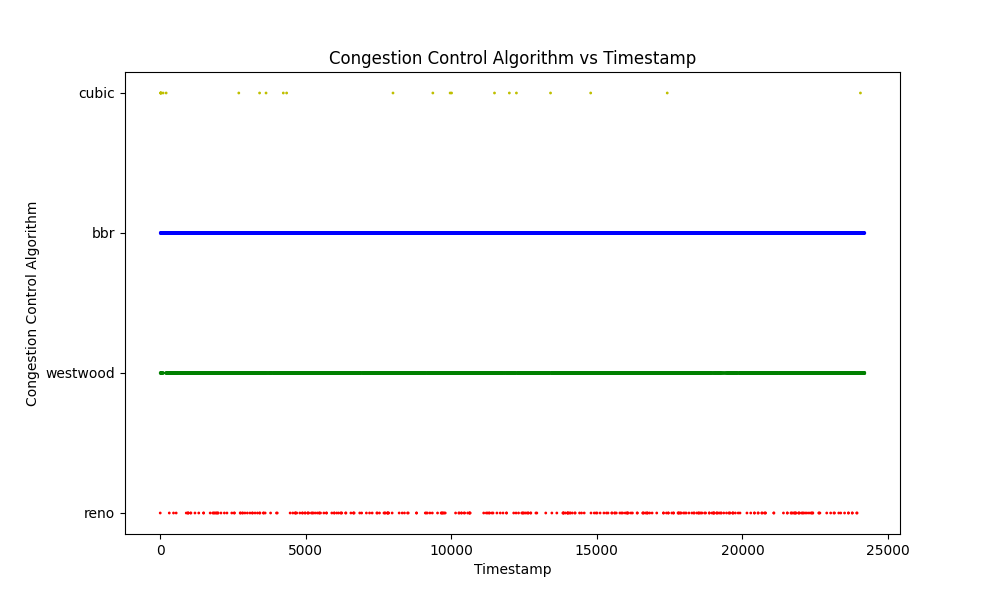 Congestion Control Algorithm vs Timestamp
cubic
bbr
westwood
reno
Congestion Control Algorithm
0 5000 10000 15000 20000 25000
Timestamp